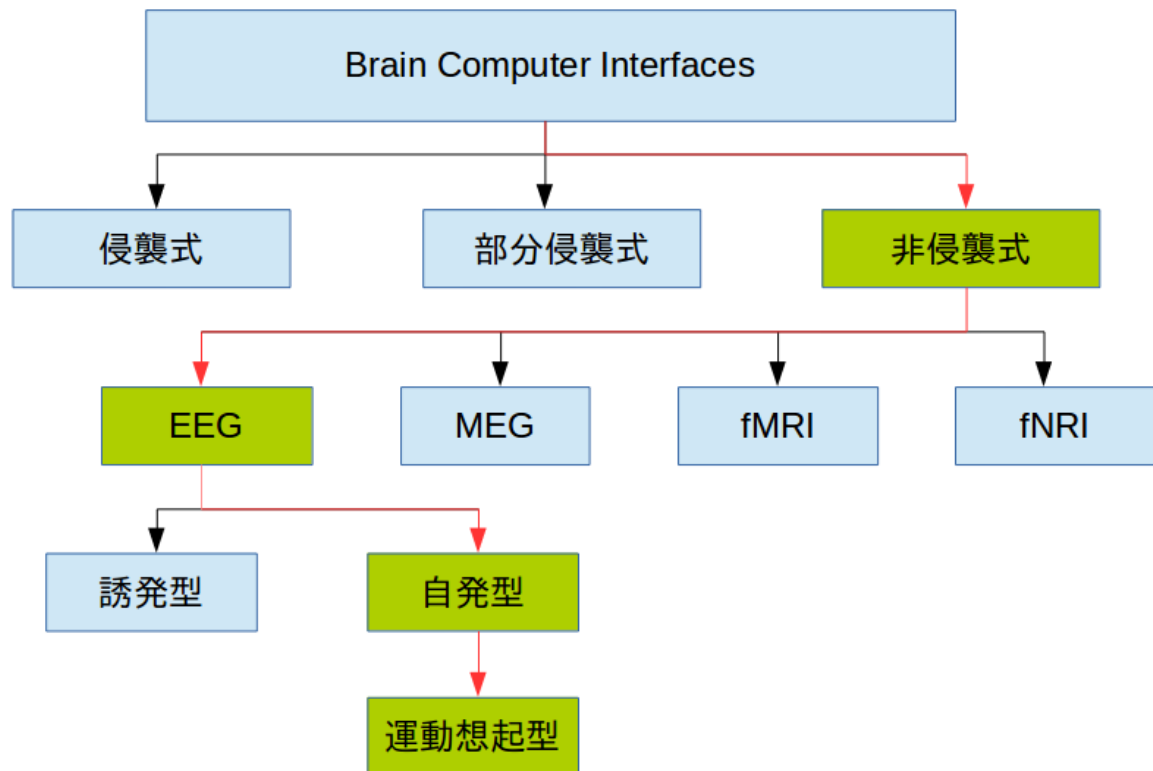 Brain Computer Interfaces
侵襲式
部分侵襲式
非侵襲式
EEG
MEG
fMRI
fNRI
誘発型
自発型
運動想起型